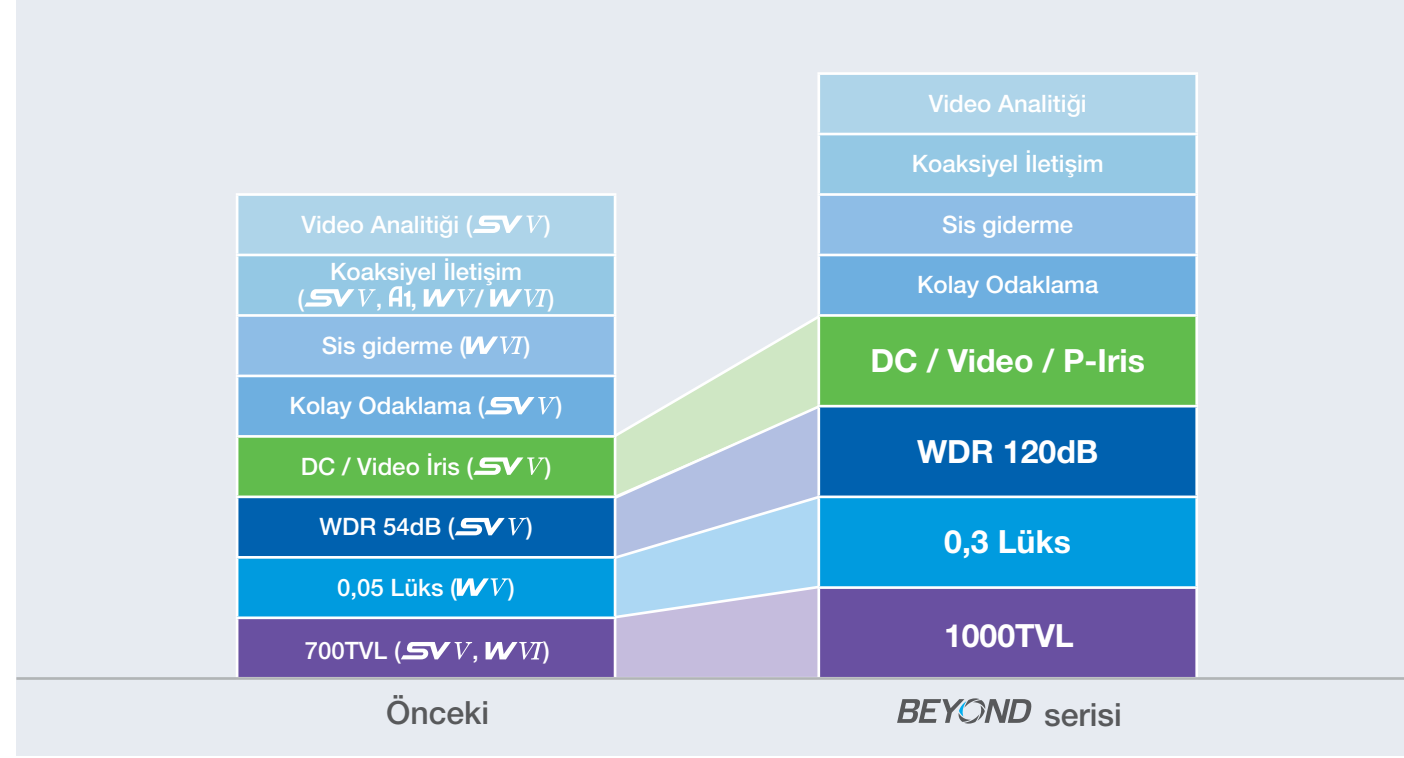 Video Analitiği (SV V)
Koaksiyel İletişim
(SV V, A1, W V/ W VI)
Sis giderme (W VI)
Kolay Odaklama (SV V)
DC / Video İris (SV V)
WDR 54dB (SV V)
0,05 Lüks (W V)
700TVL (SV V, W VI)
Önceki
Video Analitiği
Koaksiyel İletişim
Sis giderme
Kolay Odaklama
DC / Video / P-Iris
WDR 120dB
0,3 Lüks
1000TVL
BEYOND serisi